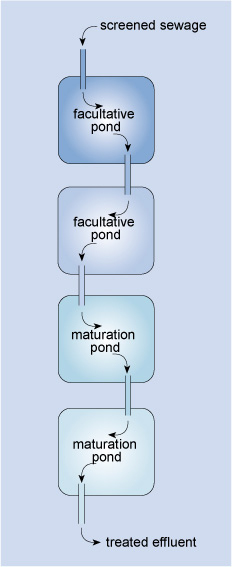 screened sewage
facultative
pond
facultative
pond
maturation
pond
maturation
pond
treated effluent